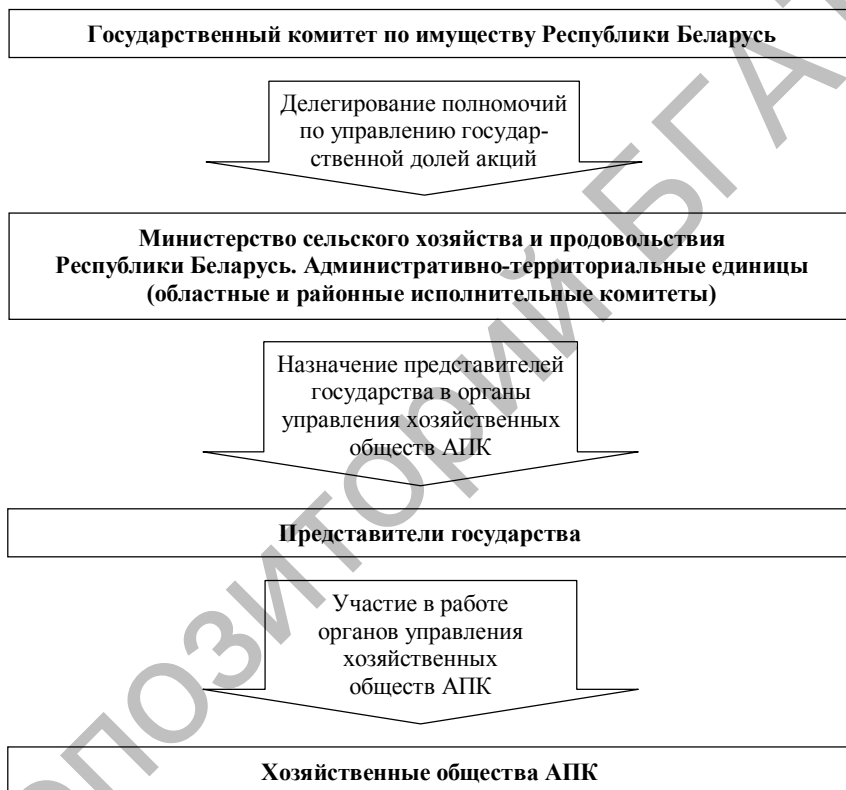 Государственный комитет по имуществу Республики Беларусь
Делегирование полномочий
по управлению государ-
ственной долей акций
Министерство сельского хозяйства и продовольствия
Республики Беларусь. Административно-территориальные единицы
(областные и районные исполнительные комитеты)
Назначение представителей
государства в органы
управления хозяйственных
обществ АПК
Представители государства
Участие в работе
органов управления
хозяйственных
обществ АПК
Хозяйственные общества АПК
позиторий БГАТ